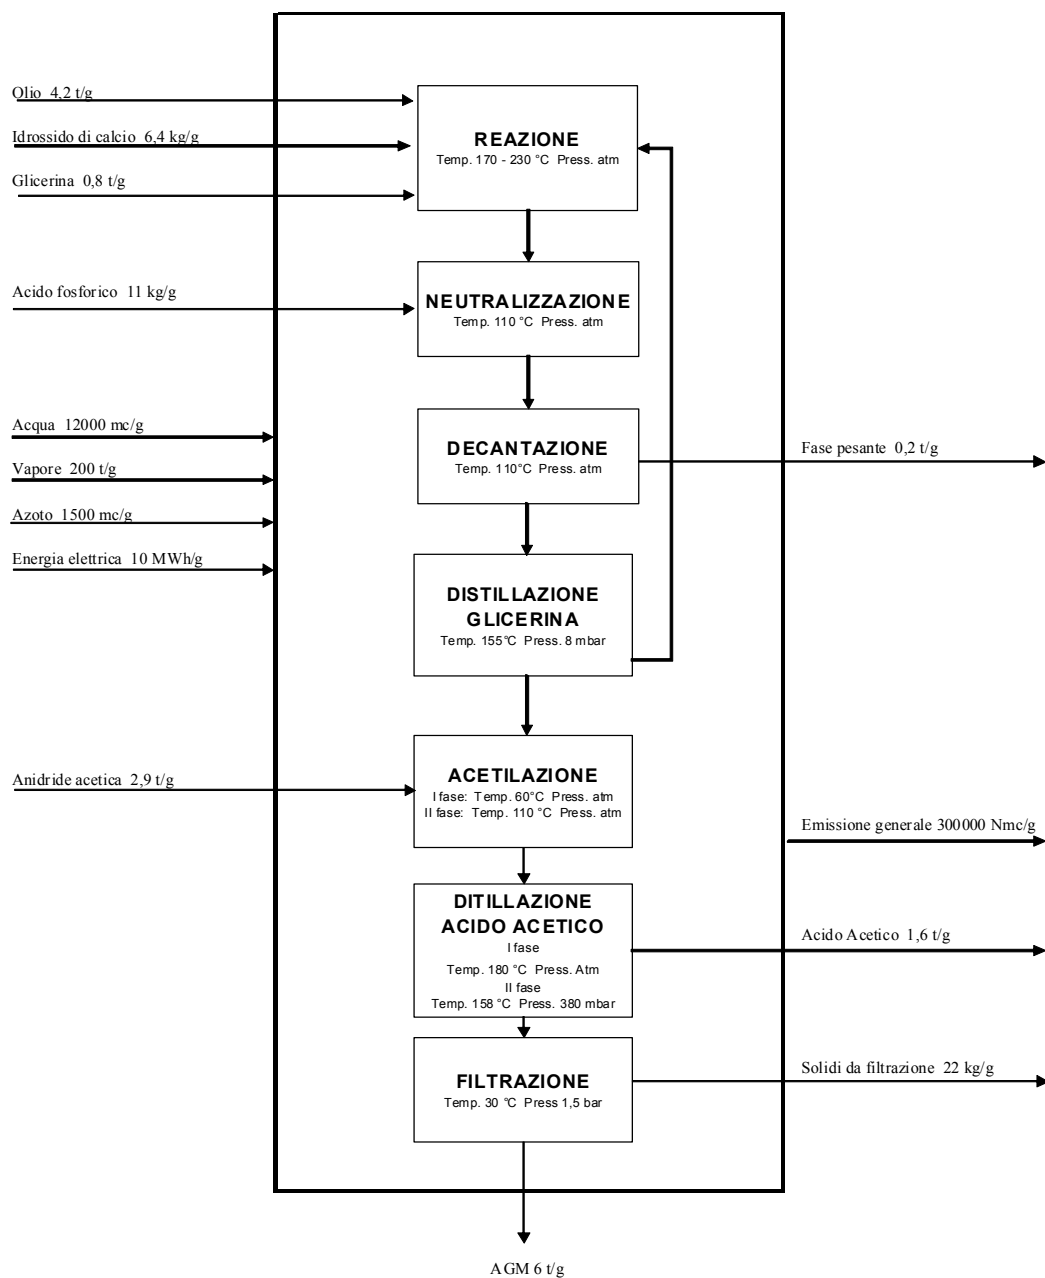 Olio 4,2 t/g
Idrossido di calcio 6,4 kg/g
Glicerina 0,8 t/g
REAZIONE
Temp. 170 - 230 °C Press. atm
Acido fosforico 11 kg/g
NEUTRALIZZAZIONE
Temp. 110 °C Press. atm
Acqua 12000 mc/g
Vapore 200 t/g
Azoto 1500 mc/g
Energia elettrica 10 MWh/g
DECANTAZIONE
Temp. 110°C Press. atm
Fase pesante 0,2 t/g
DISTILLAZIONE
GLICERINA
Temp. 155°C Press. 8 mbar
Anidride acetica 2,9 t/g
ACETILAZIONE
I fase: Temp. 60°C Press. atm
II fase: Temp. 110 °C Press. atm
Emissione generale 300000 Nmc/g
DITILLAZIONE
ACIDO ACETICO
I fase
Temp. 180 °C Press. Atm
II fase
Temp. 158 °C Press. 380 mbar
Acido Acetico 1,6 t/g
FILTRAZIONE
Temp. 30 °C Press 1,5 bar
Solidi da filtrazione 22 kg/g
AGM 6 t/g